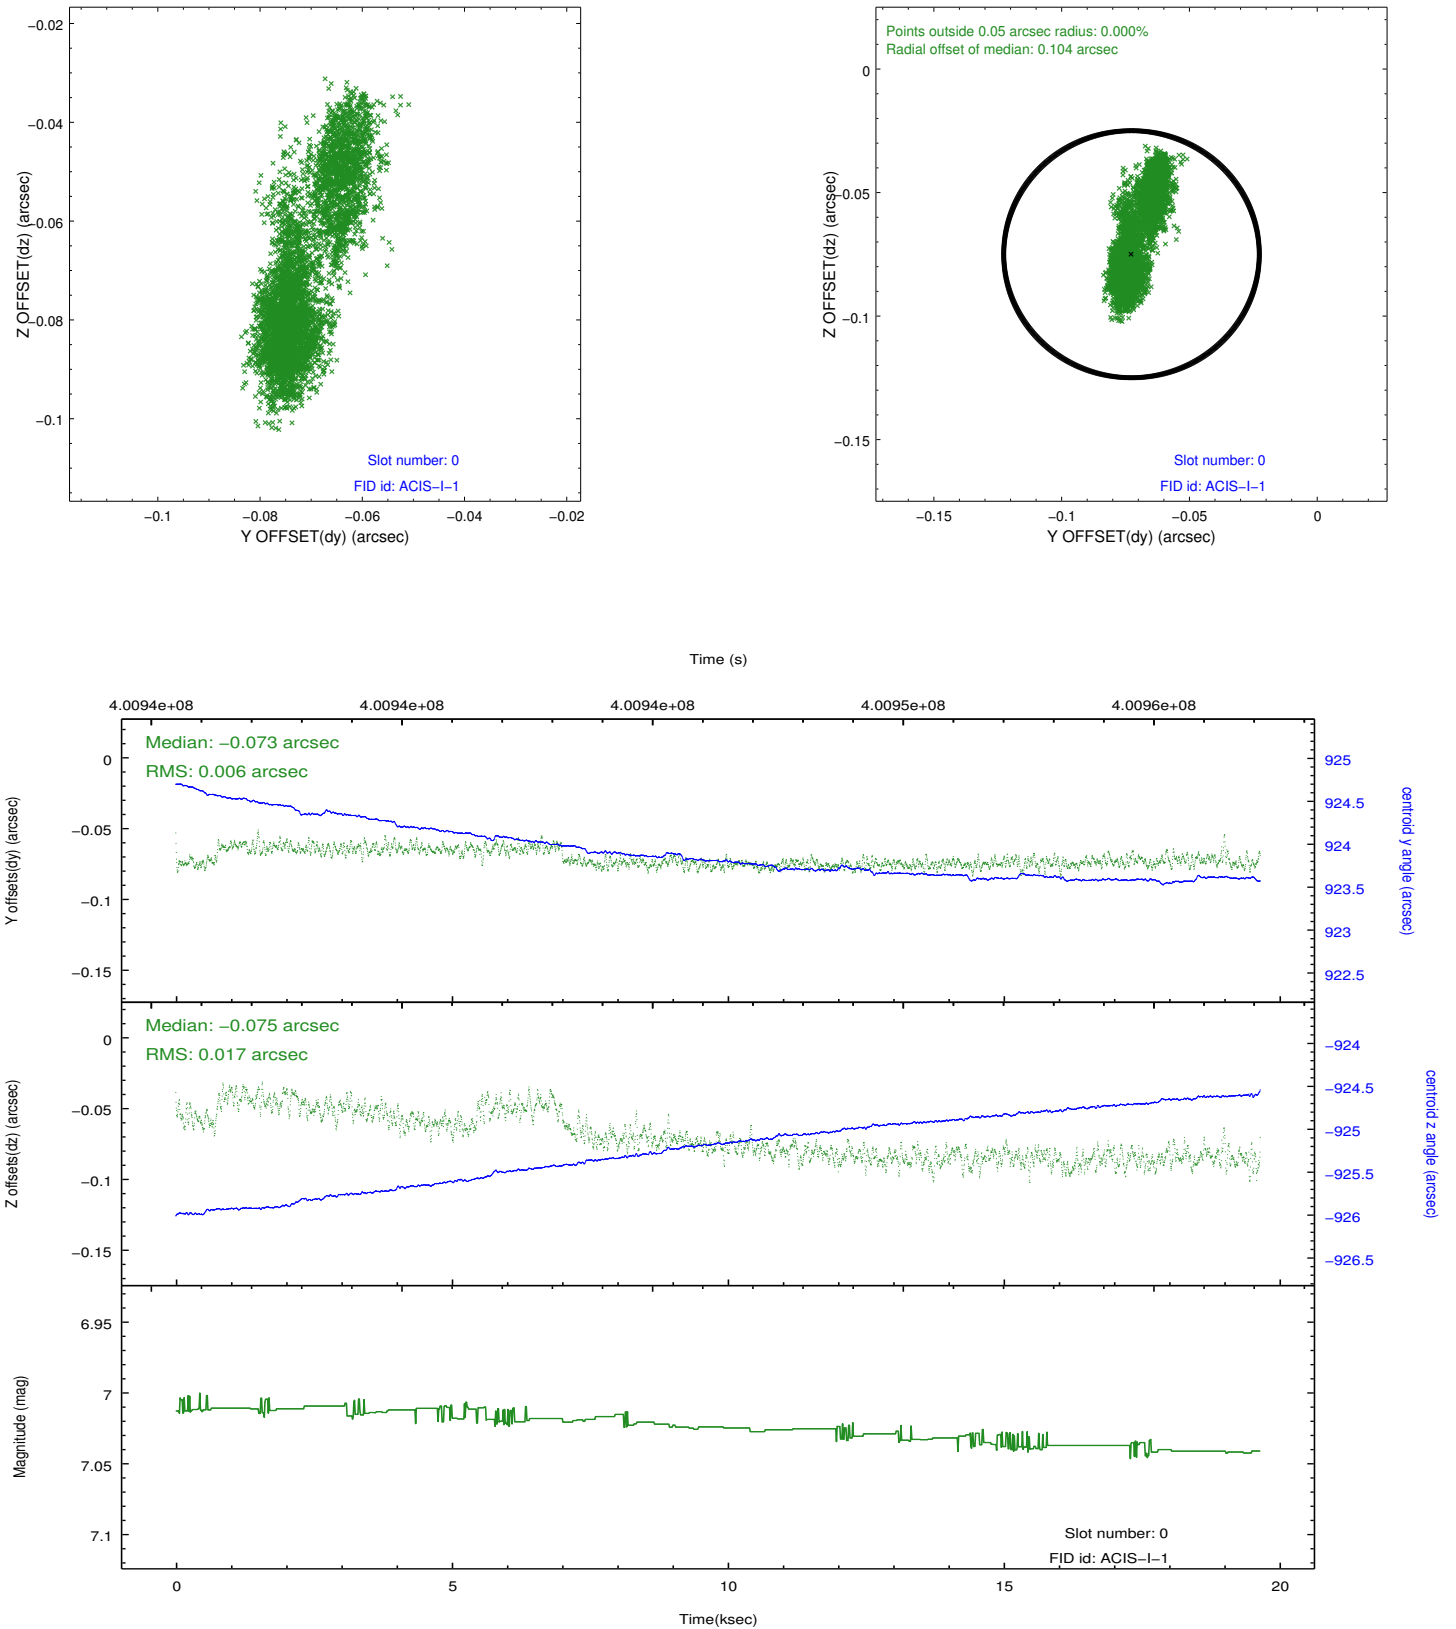 −0.02
−0.04
−0.06
−0.08
−0.1
Z OFFSET(dz) (arcsec)
Slot number: 0
FID id: ACIS−I−1
−0.1
−0.08
−0.06
−0.04
−0.02
Y OFFSET(dy) (arcsec)
Points outside 0.05 arcsec radius: 0.000%
Radial offset of median: 0.104 arcsec
0
−0.05
−0.1
−0.15
Z OFFSET(dz) (arcsec)
Slot number: 0
FID id: ACIS−I−1
−0.15
−0.1
−0.05
0
Y OFFSET(dy) (arcsec)
Time (s)
4.0094e+08
4.0094e+08
4.0094e+08
4.0095e+08
4.0096e+08
Median: −0.073 arcsec
RMS: 0.006 arcsec
0
−0.05
−0.1
−0.15
Y offsets(dy) (arcsec)
925
924.5
924
923.5
923
922.5
centroid y angle (arcsec)
Median: −0.075 arcsec
RMS: 0.017 arcsec
0
−0.05
−0.1
−0.15
Z offsets(dz) (arcsec)
−924
−924.5
−925
−925.5
−926
−926.5
centroid z angle (arcsec)
6.95
7
7.05
7.1
Magnitude (mag)
Slot number: 0
FID id: ACIS−I−1
0
5
10
15
20
Time(ksec)